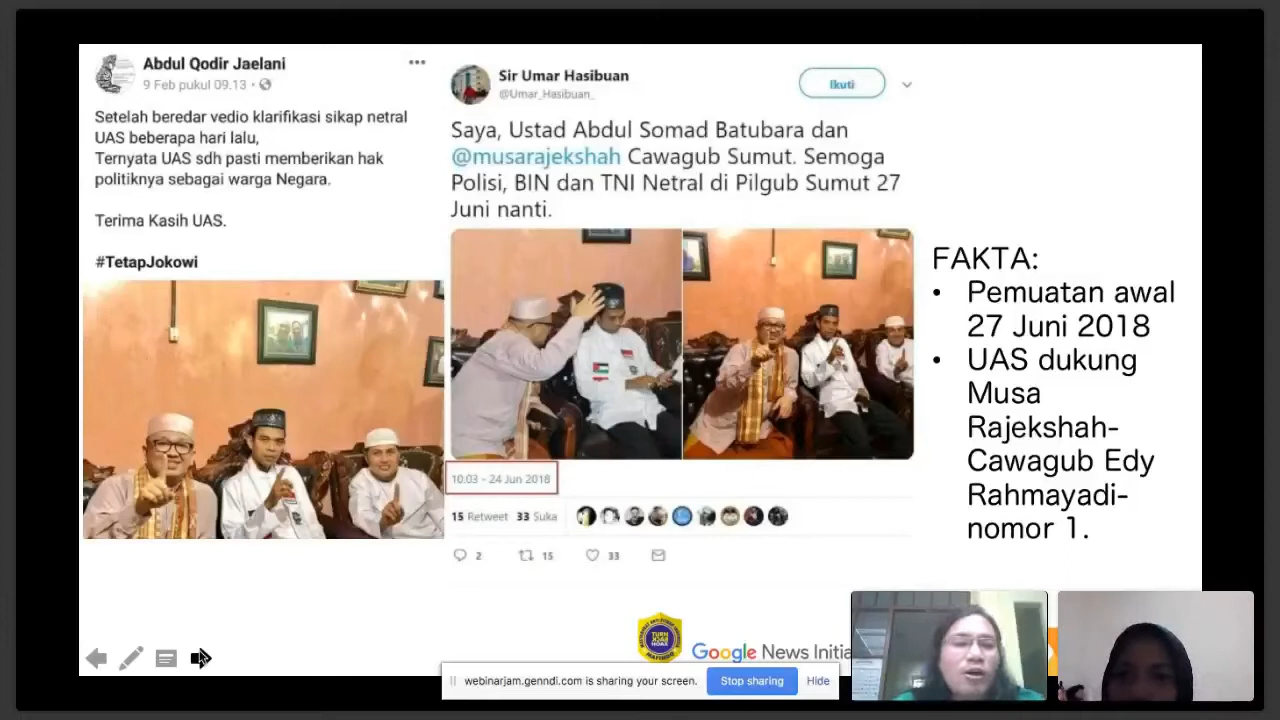 Abdul Qodir Jaelani
9 Feb pukul 09.13
Setelah beredar vedio klarifikasi sikap netral
UAS beberapa hari lalu,
Ternyata UAS sdh pasti memberikan hak
politiknya sebagai warga Negara.
Terima Kasih UAS.
#TetapJokowi
Sir Umar Hasibuan
@Umar_Hasibuan_
Ikuti
Saya, Ustad Abdul Somad Batubara dan
@musarajekshah Cawagub Sumut. Semoga
Polisi, BIN dan TNI Netral di Pilgub Sumut 27
Juni nanti.
10.03 - 24 Jun 2018
15 Retweet 33 Suka
2 15 33
FAKTA:
• Pemuatan awal
27 Juni 2018
• UAS dukung
Musa
Rajekshah-
Cawagub Edy
Rahmayadi-
nomor 1.
TURN
BACK
HOAX
Google News Initia
webinarjam.genndi.com is sharing your screen.
Stop sharing
Hide